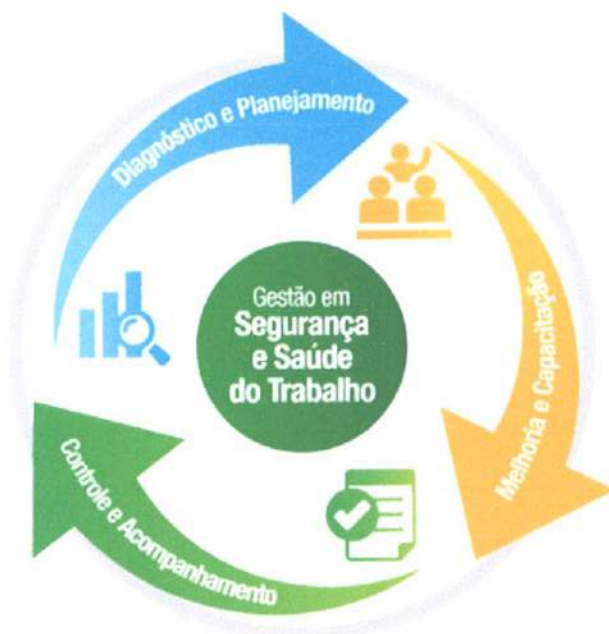 Diagnóstico e Planejamento
Gestão em
Segurança
e Saúde
do Trabalho
Melhoria e Capacitação
Controle e Acompanhamento